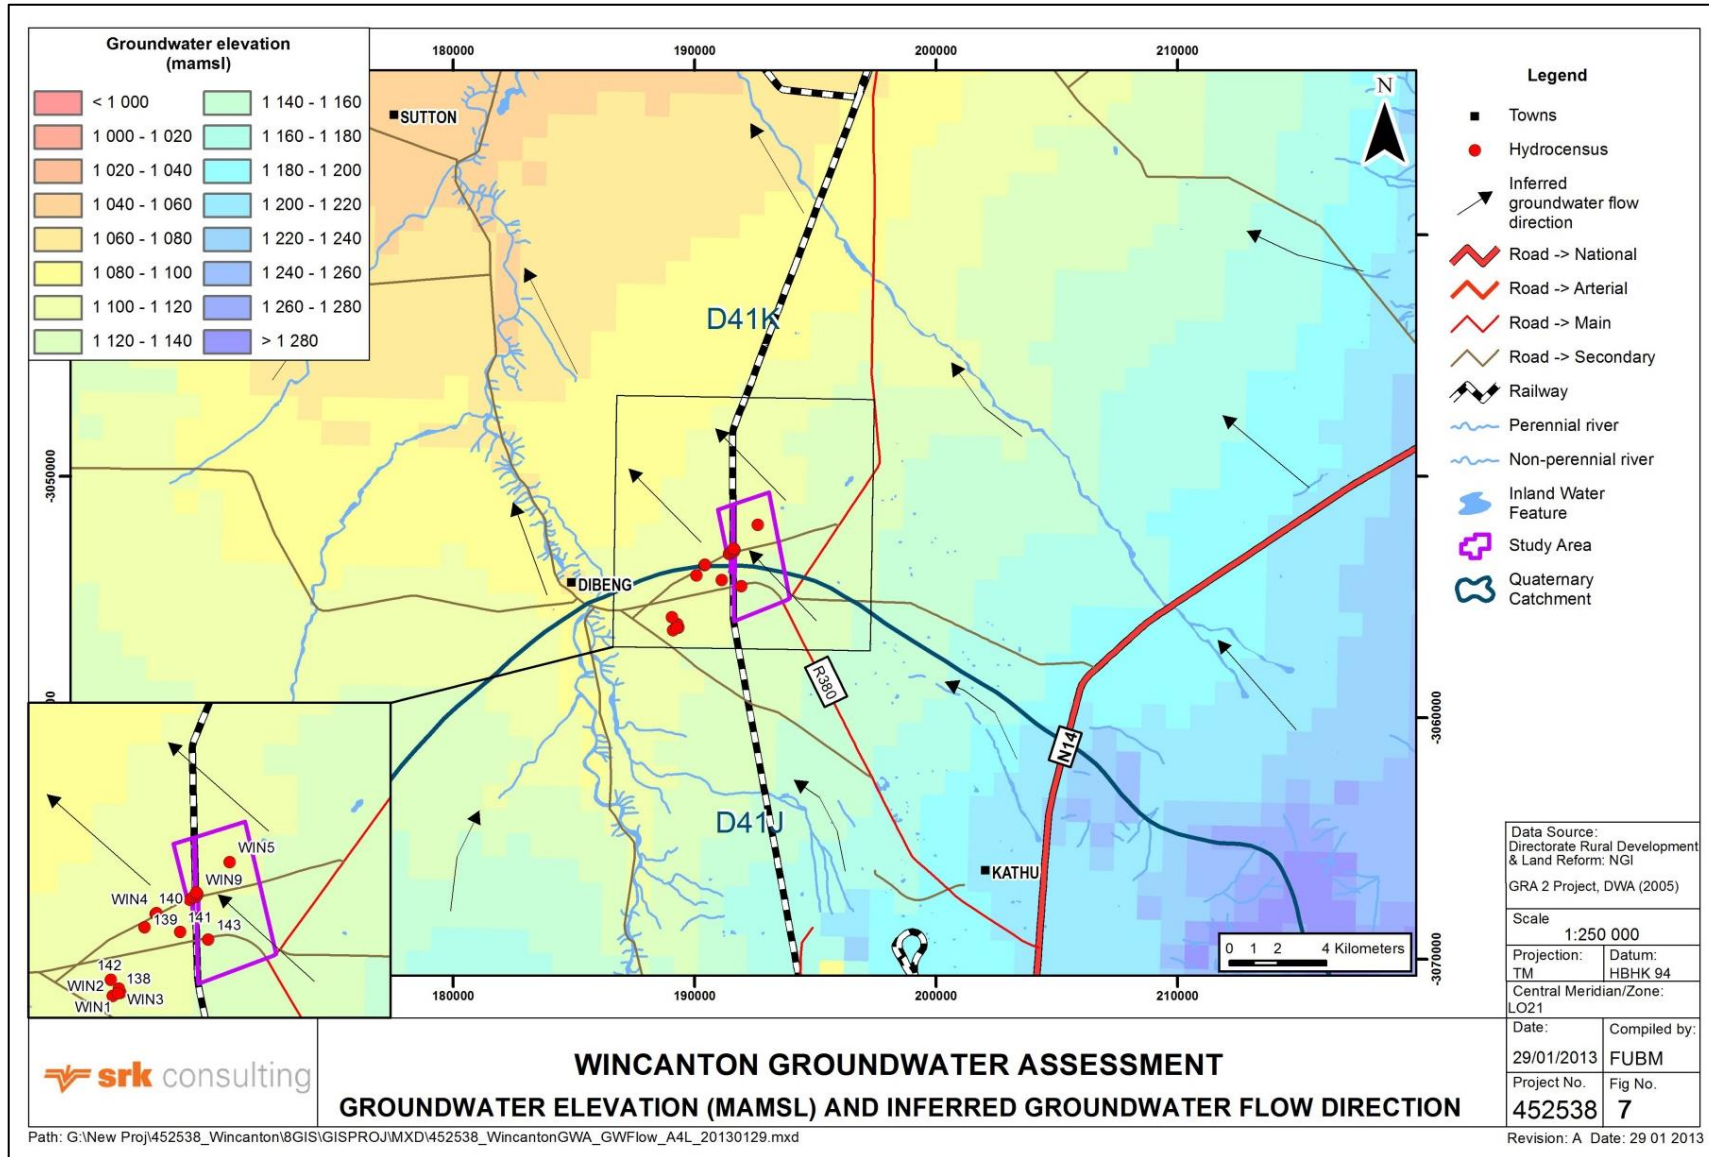 Groundwater elevation
(mamsl)
< 1 000
1 000 - 1 020
1 020 - 1 040
1 040 - 1 060
1 060 - 1 080
1 080 - 1 100
1 100 - 1 120
1 120 - 1 140
1 140 - 1 160
1 160 - 1 180
1 180 - 1 200
1 200 - 1 220
1 220 - 1 240
1 240 - 1 260
1 260 - 1 280
> 1 280
180000
190000
200000
210000
N
SUTTON
D41K
-3050000
DIBENG
R380
-3060000
N14
D41J
KATHU
0 1 2 4 Kilometers
-3070000
180000
190000
200000
210000
00
WIN5
WIN9
WIN4
140
139
141
143
142
138
WIN2
WIN3
WIN1
Legend
Towns
Hydrocensus
Inferred
groundwater flow
direction
Road -> National
Road -> Arterial
Road -> Main
Road -> Secondary
Railway
Perennial river
Non-perennial river
Inland Water
Feature
Study Area
Quaternary
Catchment
Data Source:
Directorate Rural Development
& Land Reform: NGI
GRA 2 Project, DWA (2005)
Scale
1:250 000
Projection:
TM
Datum:
HBHK 94
Central Meridian/Zone:
LO21
Date:
29/01/2013
Compiled by:
FUBM
Project No.
452538
Fig No.
7
srk consulting
WINCANTON GROUNDWATER ASSESSMENT
GROUNDWATER ELEVATION (MAMSL) AND INFERRED GROUNDWATER FLOW DIRECTION
Path: G:\New Proj\452538_Wincanton\8GIS\GISPROJ\MXD\452538_WincantonGWA_GWFlow_A4L_20130129.mxd
Revision: A Date: 29 01 2013